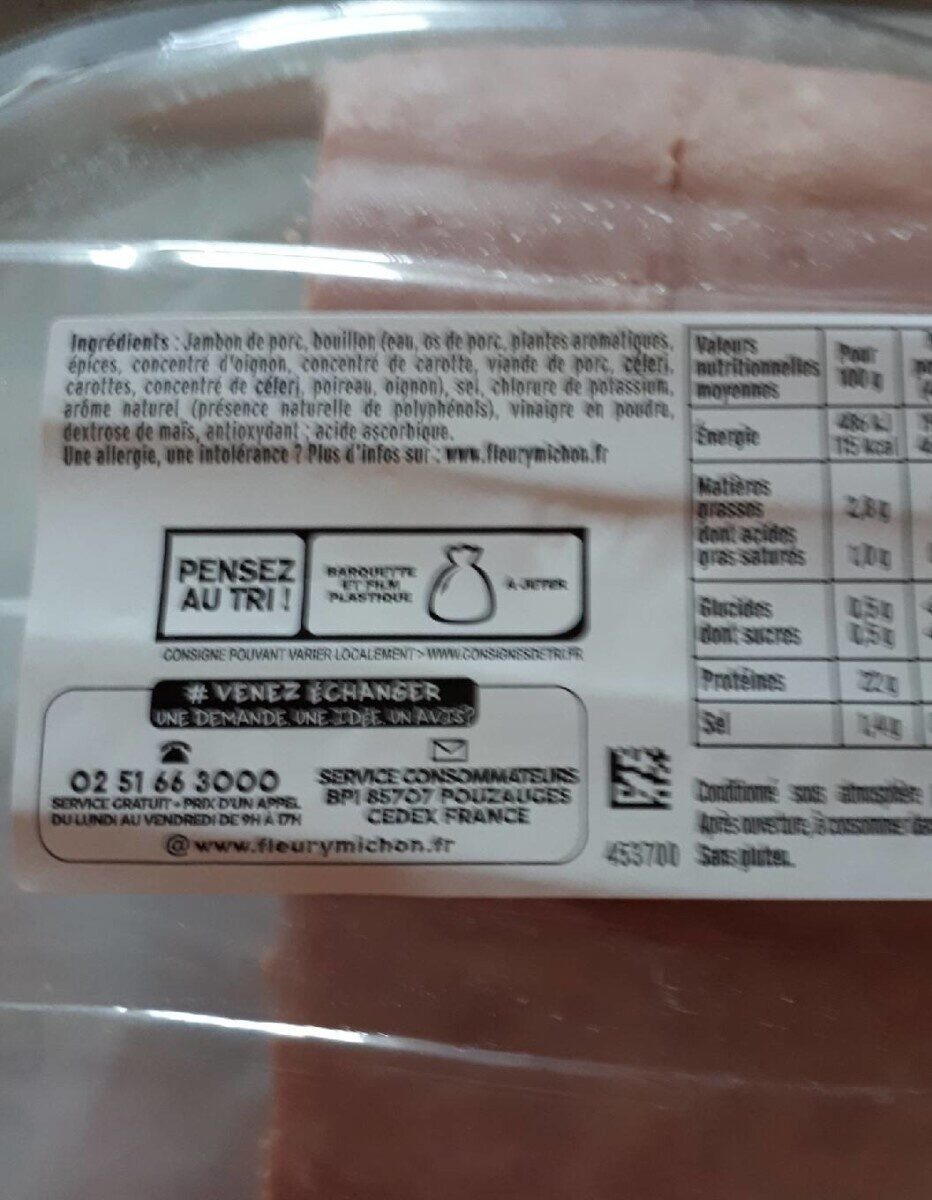 Ingrédients : Jambon de porc, bouillon (eau, os de porc, plantes aromatiques,
épices, concentré d'oignon, concentré de carotte, viande de porc, céleri,
carottes, concentré de céleri, poireau, oignon), sel, chlorure de potassium,
arôme naturel (présence naturelle de polyphénols), vinaigre en poudre,
dextrose de maïs, antioxydant : acide ascorbique.
Une allergie, une intolérance ? Plus d'infos sur : www.fleurymichon.fr
PENSEZ
AU TRI !
BARQUETTE
ET FILM
PLASTIQUE
À JETER
CONSIGNE POUVANT VARIER LOCALEMENT > WWW.CONSIGNESDETRI.FR
# VENEZ ÉCHANGER
UNE DEMANDE, UNE IDÉE, UN AVIS?
02 51 66 3000
SERVICE GRATUIT + PRIX D'UN APPEL
DU LUNDI AU VENDREDI DE 9H À 17H
SERVICE CONSOMMATEURS
BP1 85707 POUZAUGES
CEDEX FRANCE
@ www.fleurymichon.fr
Valeurs
nutritionnelles
moyennes
Pour
100 g
Énergie
486 kJ
115 kcal
Matières
grasses
dont acides
gras saturés
2,8 g
1,0 g
Glucides
dont sucres
0,5 g
0,5 g
Protéines
22 g
Sel
1,4 g
453700
Conditionné sous atmosphère
Après ouverture, à consommer
Sans gluten.